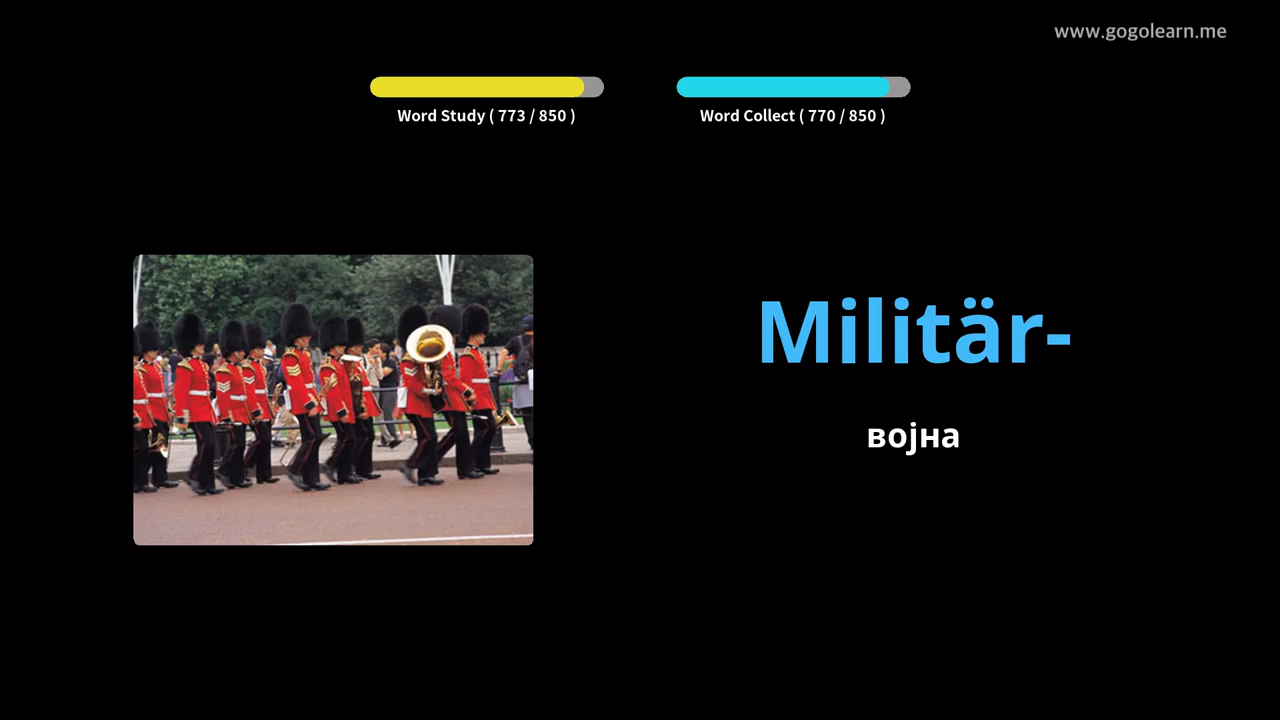 www.gogolearn.me
Word Study ( 773 / 850 )
Word Collect ( 770 / 850 )
Militär-
војна